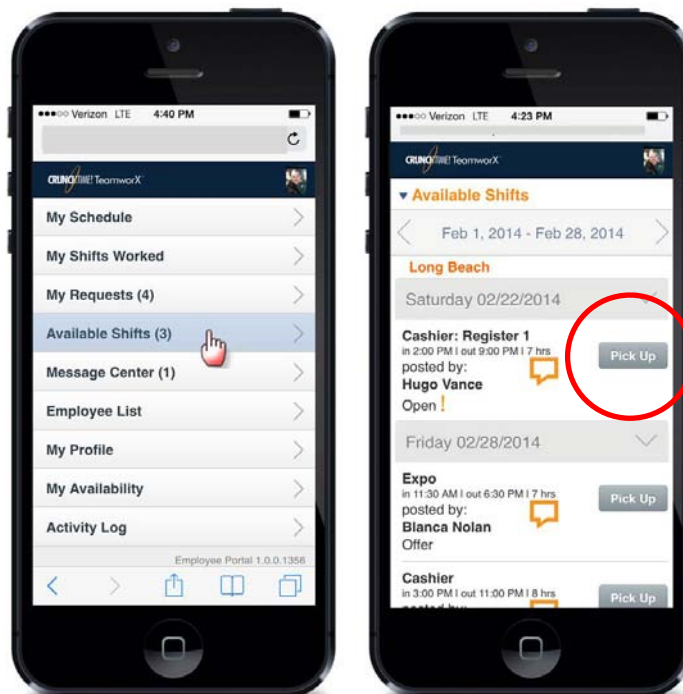 Verizon LTE 4:40 PM
CRUNCHTIME! TeamworX
My Schedule
My Shifts Worked
My Requests (4)
Available Shifts (3)
Message Center (1)
Employee List
My Profile
My Availability
Activity Log
Employee Portal 1.0.0.1356
Verizon LTE 4:23 PM
CRUNCHTIME! TeamworX
Available Shifts
Feb 1, 2014 - Feb 28, 2014
Long Beach
Saturday 02/22/2014
Cashier: Register 1
in 2:00 PM I out 9:00 PM I 7 hrs
Pick Up
posted by:
Hugo Vance
Open !
Friday 02/28/2014
Expo
in 11:30 AM I out 6:30 PM I 7 hrs
Pick Up
posted by:
Blanca Nolan
Offer
Cashier
in 3:00 PM I out 11:00 PM I 8 hrs
Pick Up
posted by: